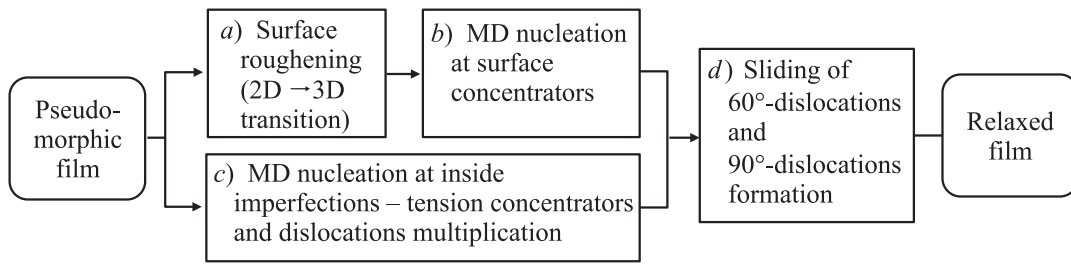 Pseudo-
morphic
film
a) Surface
roughening
(2D →3D
transition)
b) MD nucleation
at surface
concentrators
c) MD nucleation at inside
imperfections – tension concentrators
and dislocations multiplication
d) Sliding of
60°-dislocations
and
90°-dislocations
formation
Relaxed
film